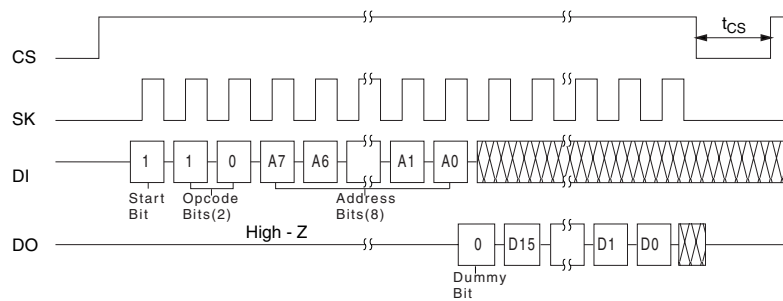 tCS
CS
SK
DI
1 1 0 A7 A6 A1 A0
Start Bit
Opcode Bits(2)
Address Bits(8)
High - Z
DO
0 D15 D1 D0
Dummy Bit